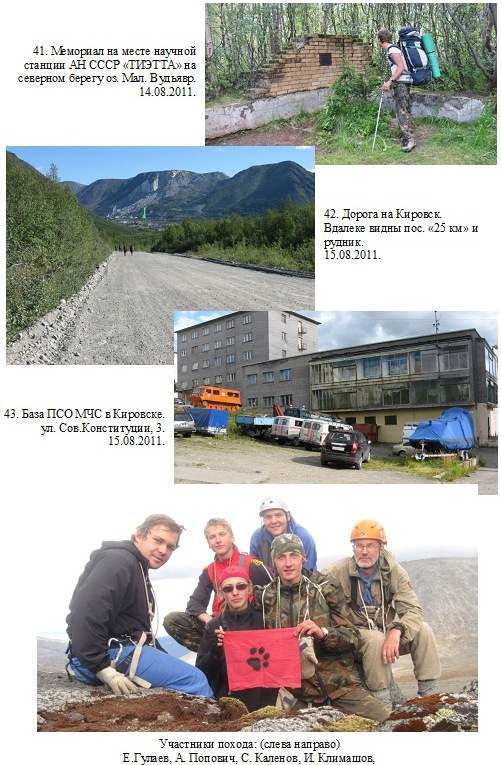 41. Мемориал на месте научной
станции АН СССР «ТИЭТТА» на
северном берегу оз. Мал. Вудъявр.
14.08.2011.
42. Дорога на Кировск.
Вдалеке видны пос. «25 км» и
рудник.
15.08.2011.
43. База ПСО МЧС в Кировске.
ул. Сов.Конституции, 3.
15.08.2011.
Участники похода: (слева направо)
Е.Гулаев, А. Попович, С. Каленов, И. Климашов,